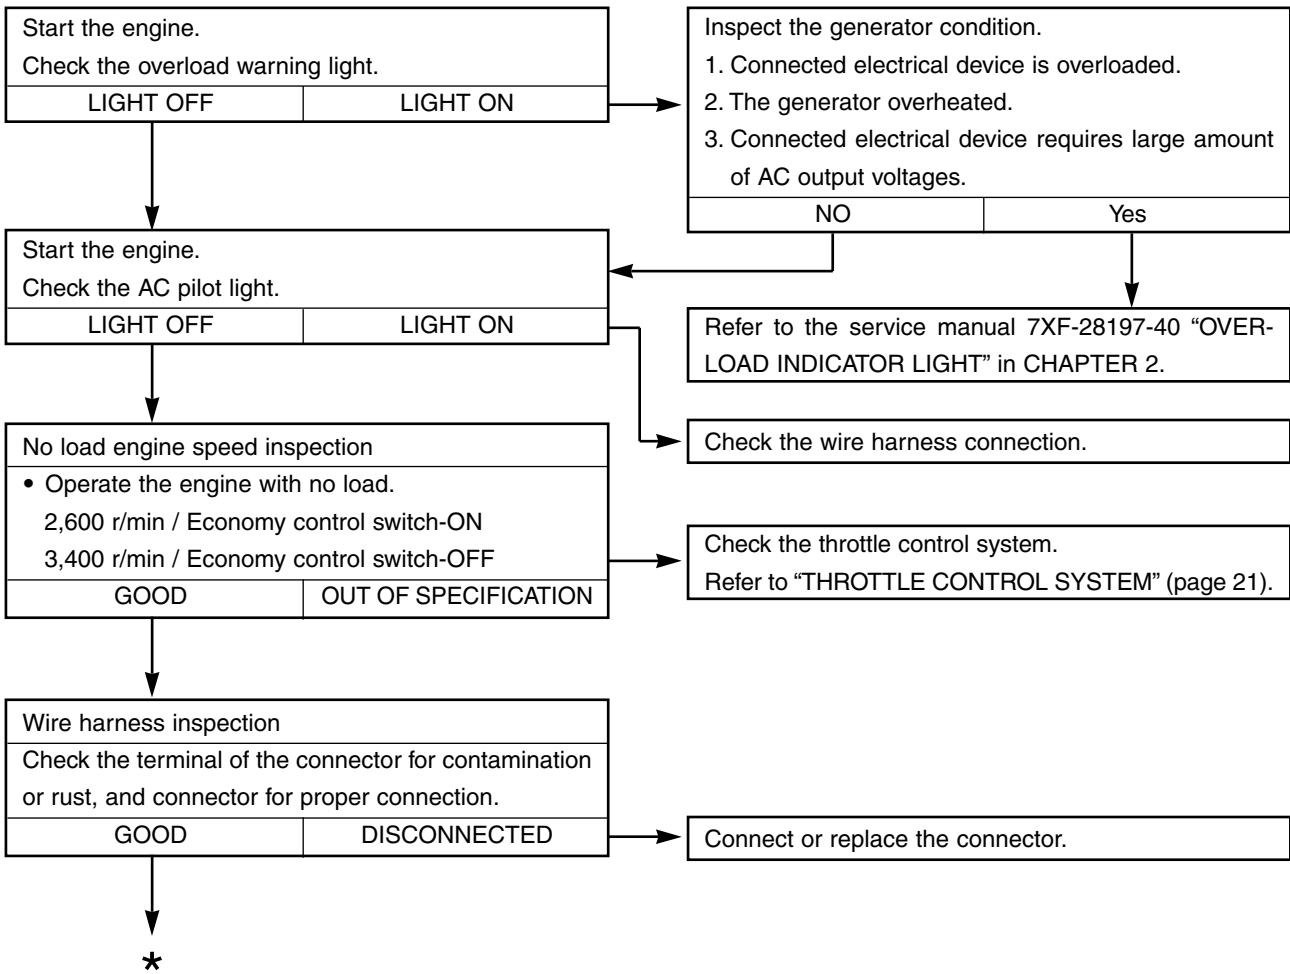 Start the engine.
Check the overload warning light.
LIGHT OFF
LIGHT ON
Inspect the generator condition.
1. Connected electrical device is overloaded.
2. The generator overheated.
3. Connected electrical device requires large amount
of AC output voltages.
NO
Yes
Start the engine.
Check the AC pilot light.
LIGHT OFF
LIGHT ON
Refer to the service manual 7XF-28197-40 “OVER-
LOAD INDICATOR LIGHT” in CHAPTER 2.
Check the wire harness connection.
No load engine speed inspection
• Operate the engine with no load.
2,600 r/min / Economy control switch-ON
3,400 r/min / Economy control switch-OFF
GOOD
OUT OF SPECIFICATION
Check the throttle control system.
Refer to “THROTTLE CONTROL SYSTEM” (page 21).
Wire harness inspection
Check the terminal of the connector for contamination
or rust, and connector for proper connection.
GOOD
DISCONNECTED
Connect or replace the connector.
*